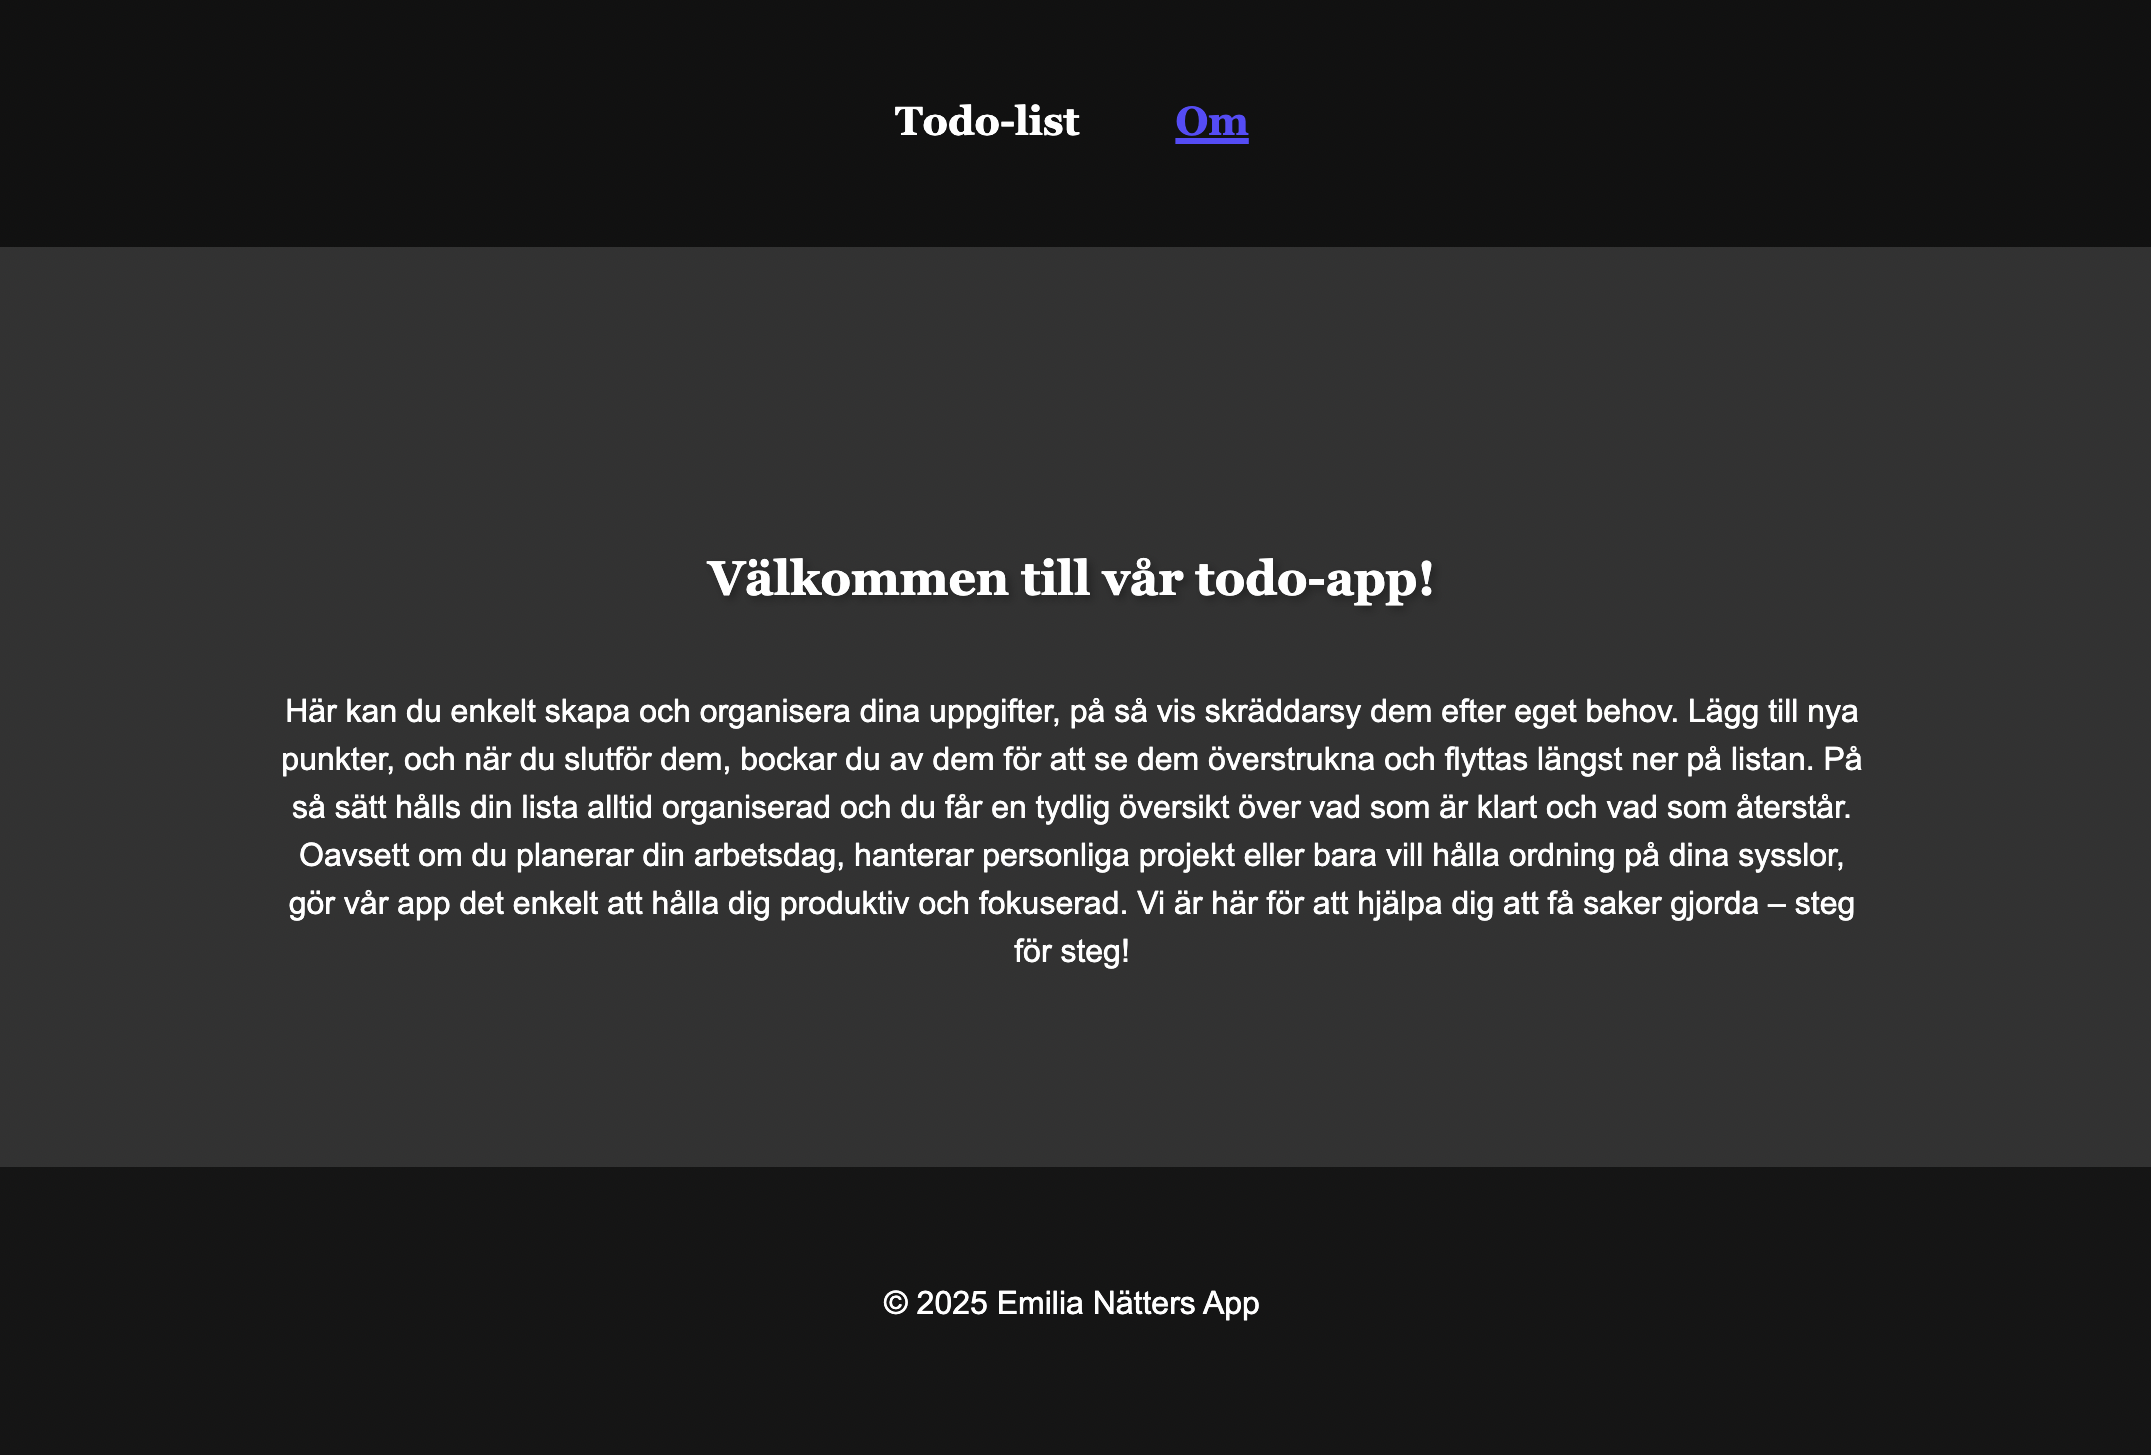 Todo-list Om
Välkommen till vår todo-app!
Här kan du enkelt skapa och organisera dina uppgifter, på så vis skräddarsy dem efter eget behov. Lägg till nya
punkter, och när du slutför dem, bockar du av dem för att se dem överstrukna och flyttas längst ner på listan. På
så sätt hålls din lista alltid organiserad och du får en tydlig översikt över vad som är klart och vad som återstår.
Oavsett om du planerar din arbetsdag, hanterar personliga projekt eller bara vill hålla ordning på dina sysslor,
gör vår app det enkelt att hålla dig produktiv och fokuserad. Vi är här för att hjälpa dig att få saker gjorda – steg
för steg!
© 2025 Emilia Nätters App